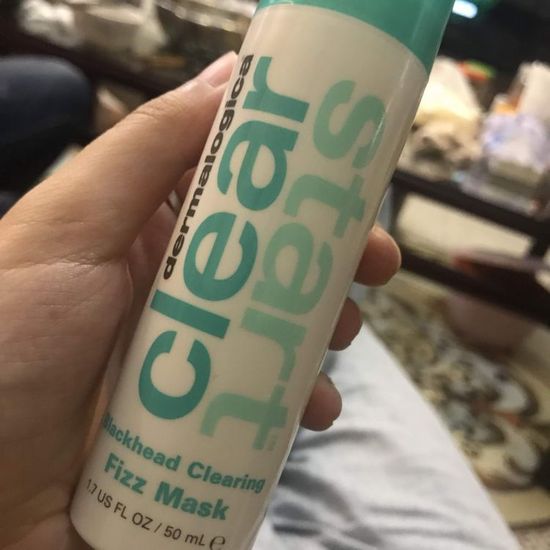 dermalogica
clear
start
Blackhead Clearing
Fizz Mask
1.7 US FL OZ / 50 mL ℮